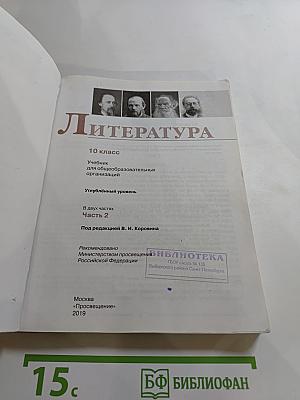 ЛИТЕРАТУРА
10 класс
Учебник
для общеобразовательных
организаций
Углублённый уровень
В двух частях
Часть 2
Под редакцией В. И. Коровина
Рекомендовано
Министерством просвещения
Российской Федерации
БИБЛИОТЕКА
Москва
«Просвещение»
2019
15с
БФ БИБЛИОФАН